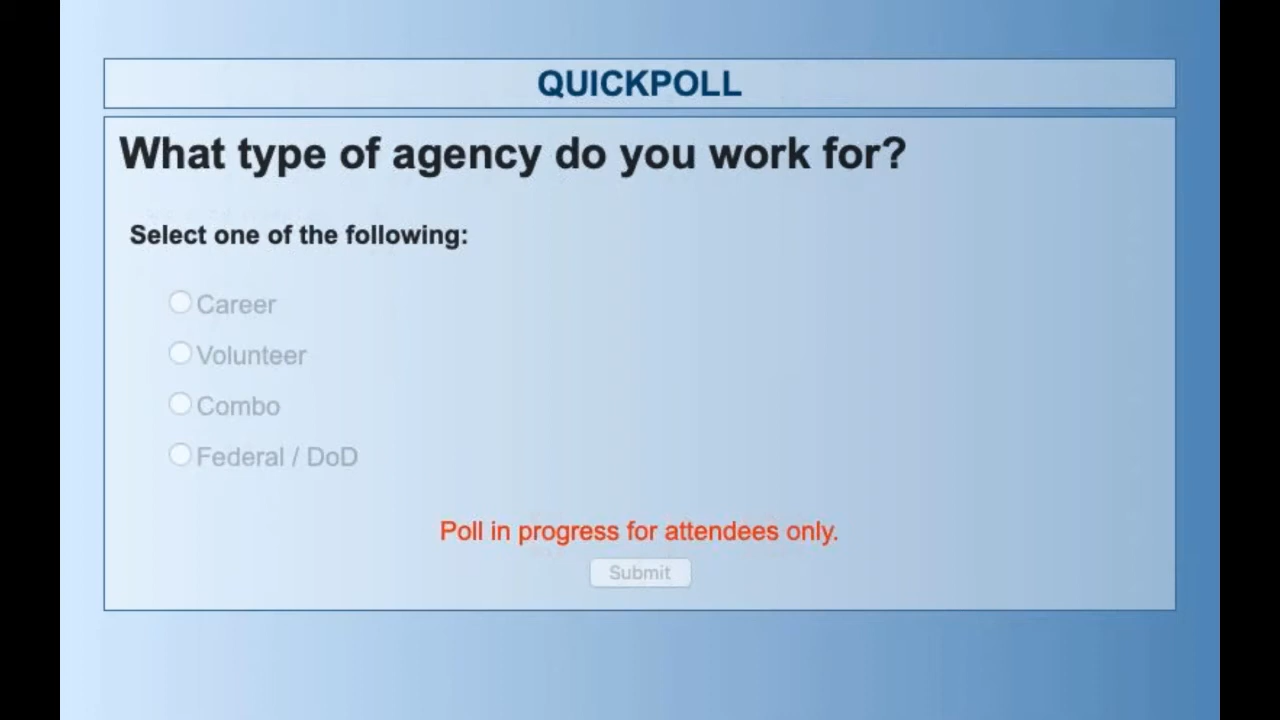 QUICKPOLL
What type of agency do you work for?
Select one of the following:
Career
Volunteer
Combo
Federal / DoD
Poll in progress for attendees only.
Submit